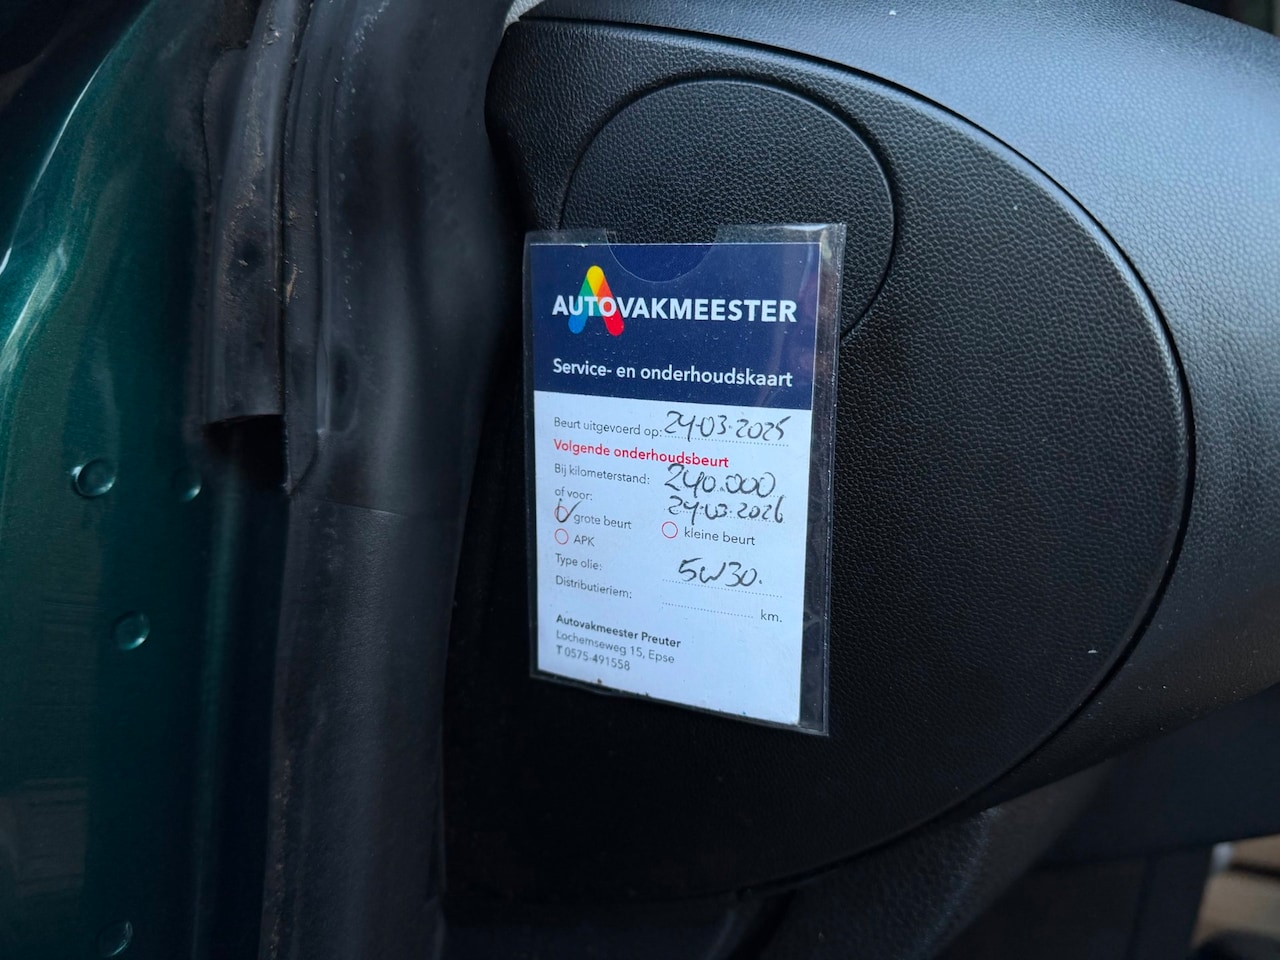 AUTOVAKMEESTER
Service- en onderhoudskaart
Beurt uitgevoerd op: 24-03-2025
Volgende onderhoudsbeurt
Bij kilometerstand: 240.000
of voor: 24-03-2026
grote beurt kleine beurt
APK
Type olie: 5W30.
Distributieriem: km.
Autovakmeester Preuter
Lochemseweg 15, Epse
T 0575-491558